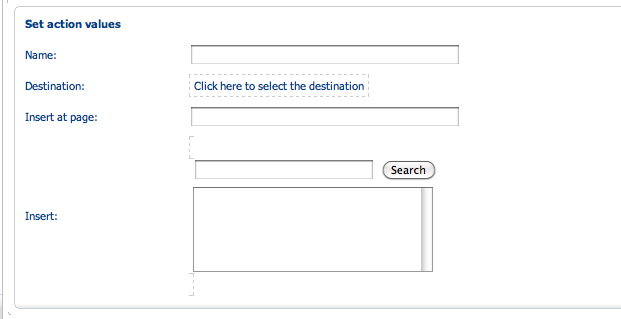 Set action values
Name:
Destination:
Click here to select the destination
Insert at page:
Search
Insert: